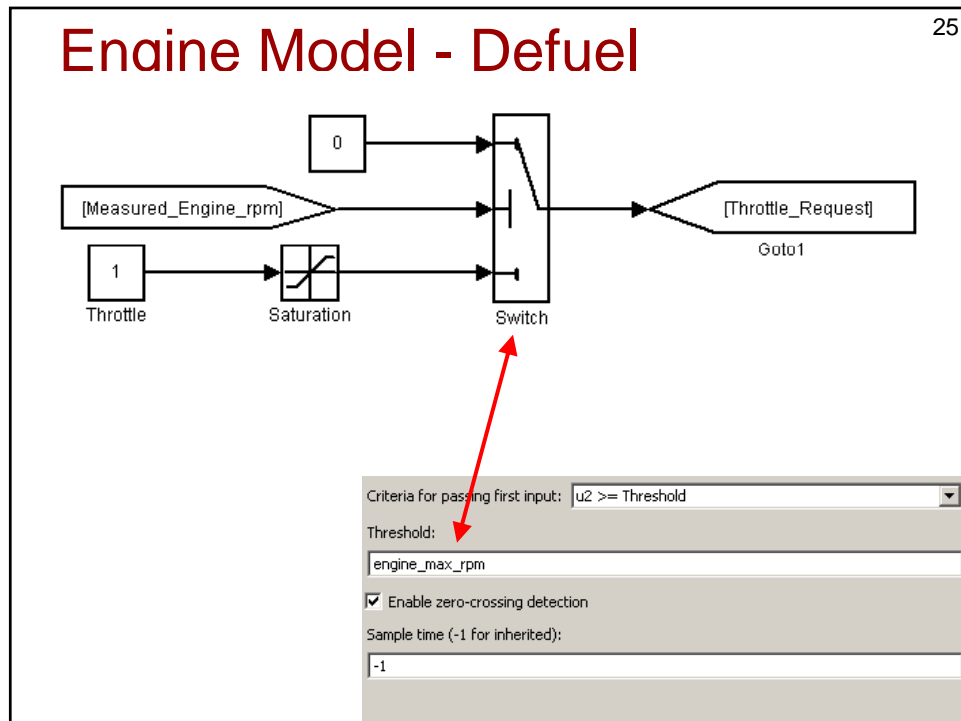 25
Engine Model - Defuel
0
[Measured_Engine_rpm]
[Throttle_Request]
Goto1
1
Throttle
Saturation
Switch
Criteria for passing first input: u2 >= Threshold
Threshold:
engine_max_rpm
Enable zero-crossing detection
Sample time (-1 for inherited):
-1